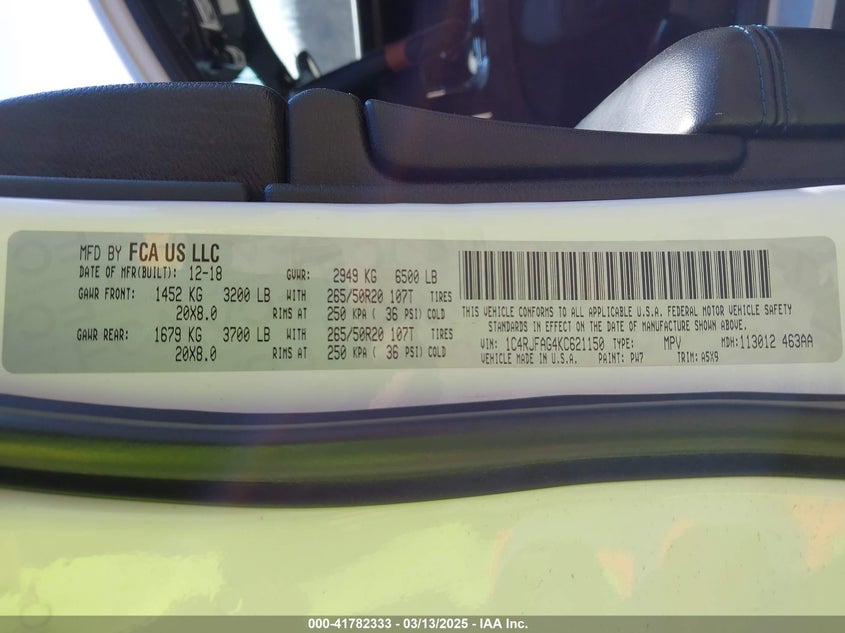 MFD BY FCA US LLC
DATE OF MFR(BUILT): 12-18 GVWR: 2949 KG 6500 LB
GAWR FRONT: 1452 KG 3200 LB WITH 265/50R20 107T TIRES
20X8.0 RIMS AT 250 KPA ( 36 PSI) COLD
GAWR REAR: 1679 KG 3700 LB WITH 265/50R20 107T TIRES
20X8.0 RIMS AT 250 KPA ( 36 PSI) COLD
THIS VEHICLE CONFORMS TO ALL APPLICABLE U.S.A. FEDERAL MOTOR VEHICLE SAFETY
STANDARDS IN EFFECT ON THE DATE OF MANUFACTURE SHOWN ABOVE.
VIN: 1C4RJFAG4KC621150 TYPE: MPV MDH:113012 463AA
VEHICLE MADE IN U.S.A. PAINT: PW7 TRIM: A5X9
000-41782333 - 03/13/2025 - IAA Inc.